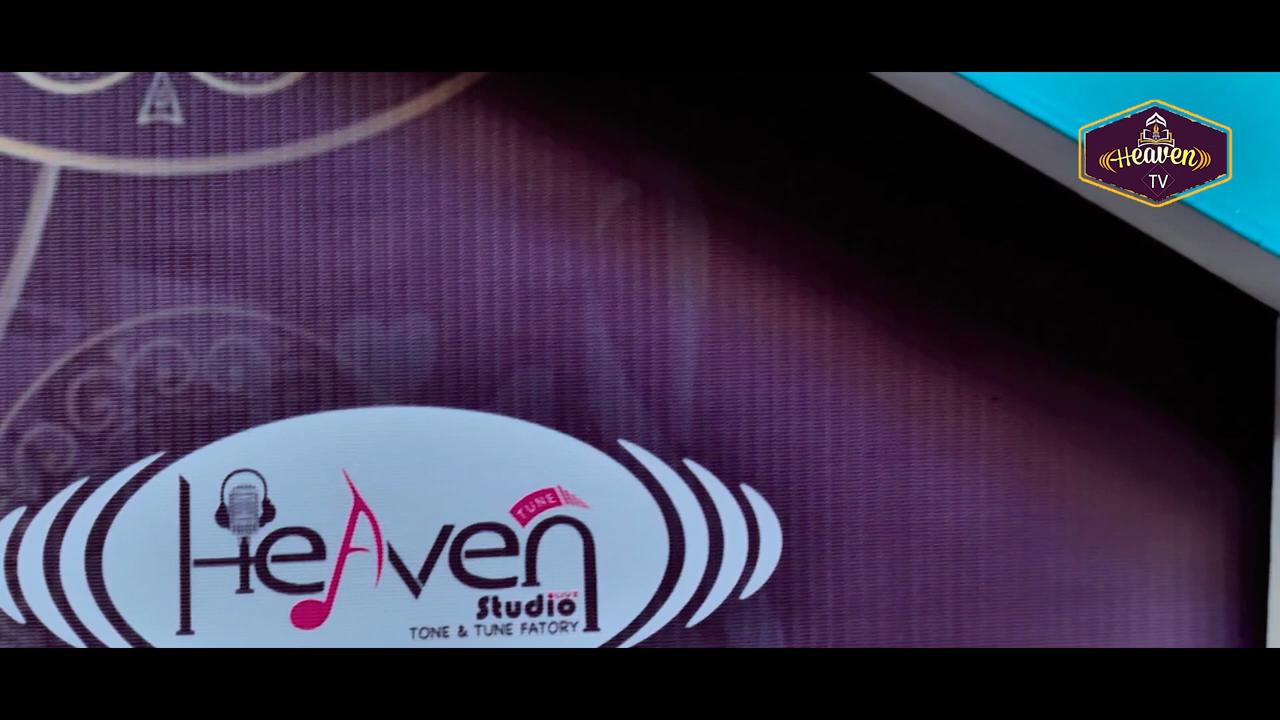 Heaven
TV
HeAven
TUNE
Studio
TONE & TUNE FATORY